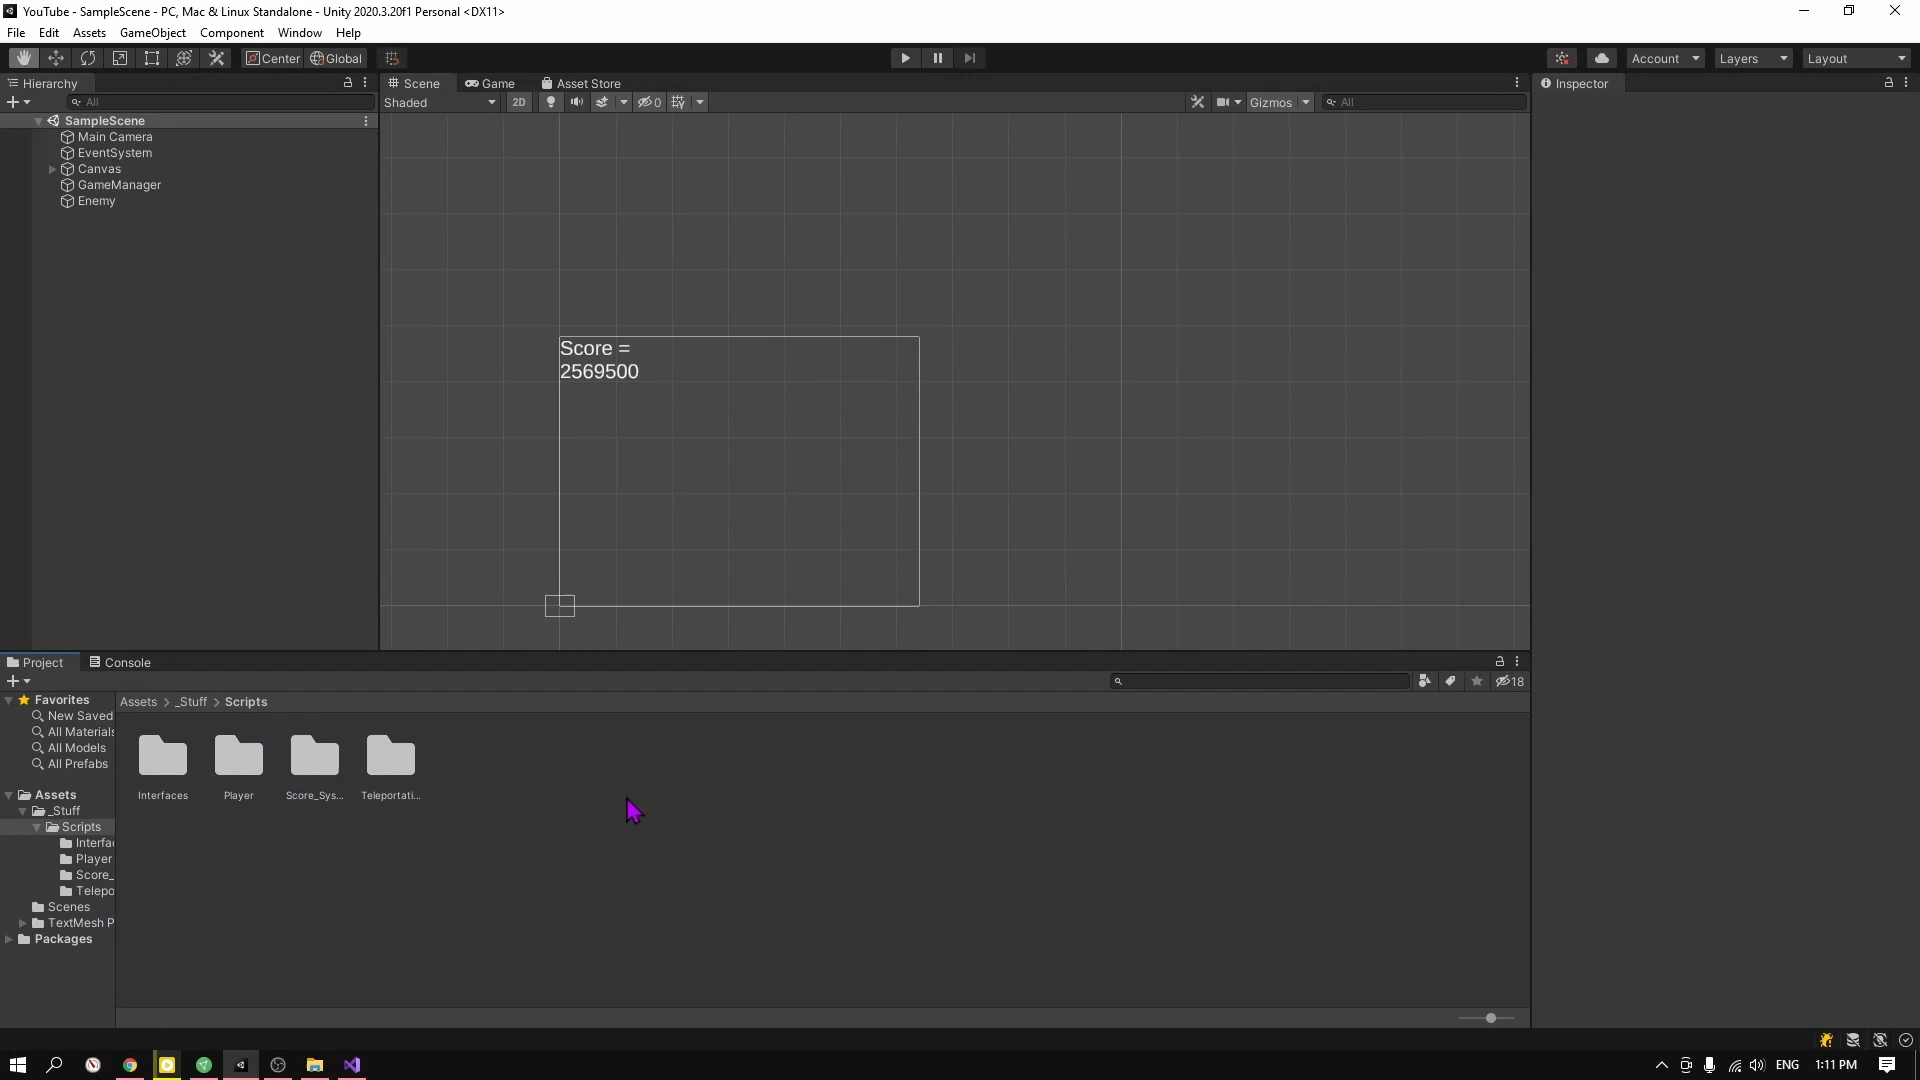 YouTube - SampleScene - PC, Mac & Linux Standalone - Unity 2020.3.20f1 Personal <DX11>
File Edit Assets GameObject Component Window Help
Center Global Account Layers Layout
Hierarchy Scene Game Asset Store Inspector
All Shaded 2D 0 Gizmos All
SampleScene
Main Camera
EventSystem
Canvas
GameManager
Enemy
Score =
2569500
Project Console
18
Favorites
New Saved
All Materials
All Models
All Prefabs
Assets
_Stuff
Scripts
Interfac
Player
Score_
Telepo
Scenes
TextMesh P
Packages
Assets > _Stuff > Scripts
Interfaces Player Score_Sys... Teleportati...
ENG 1:11 PM